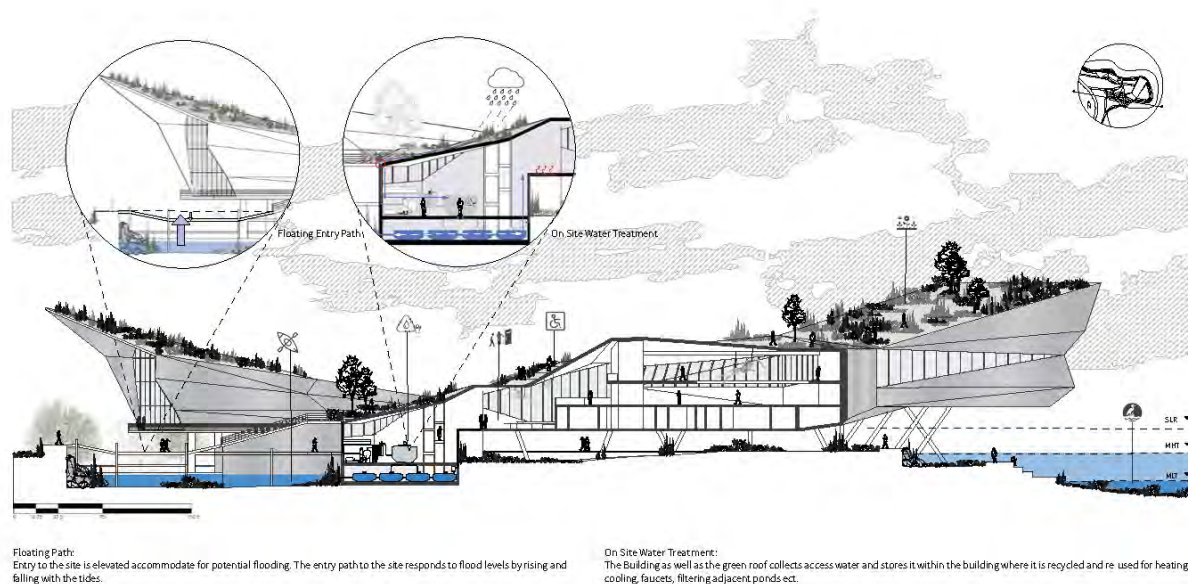 Floating Entry Path
On Site Water Treatment
SLR
MHT
MLT
Floating Path:
Entry to the site is elevated accommodate for potential flooding. The entry path to the site responds to flood levels by rising and
falling with the tides.
On Site Water Treatment:
The Building as well as the green roof collects access water and stores it within the building where it is recycled and re used for heating
cooling, faucets, filtering adjacent ponds ect.